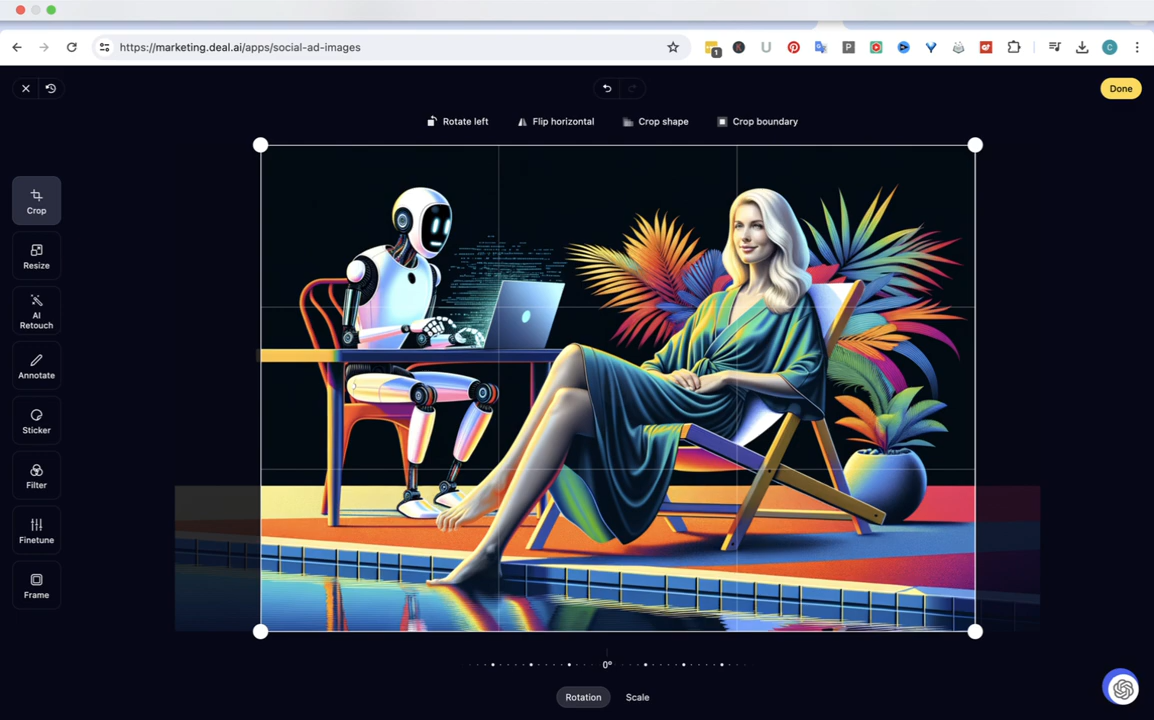 https://marketing.deal.ai/apps/social-ad-images
1
K
U
P
C
Done
Rotate left
Flip horizontal
Crop shape
Crop boundary
Crop
Resize
AI
Retouch
Annotate
Sticker
Filter
Finetune
Frame
0°
Rotation
Scale